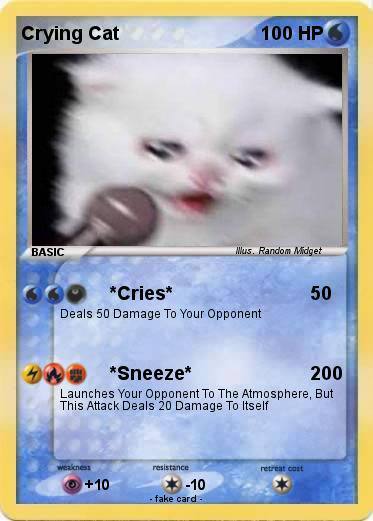 Crying Cat 100 HP
BASIC Illus. Random Midget
*Cries* 50
Deals 50 Damage To Your Opponent
*Sneeze* 200
Launches Your Opponent To The Atmosphere, But
This Attack Deals 20 Damage To Itself
weakness resistance retreat cost
+10 -10
- fake card -